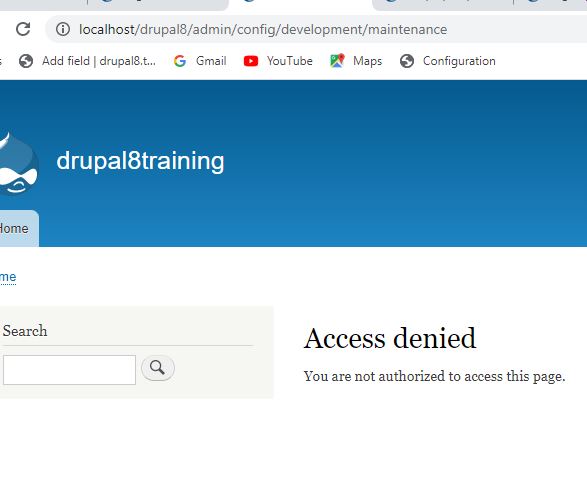 localhost/drupal8/admin/config/development/maintenance
Add field | drupal8.t... Gmail YouTube Maps Configuration
drupal8training
Home
me
Search
Access denied
You are not authorized to access this page.